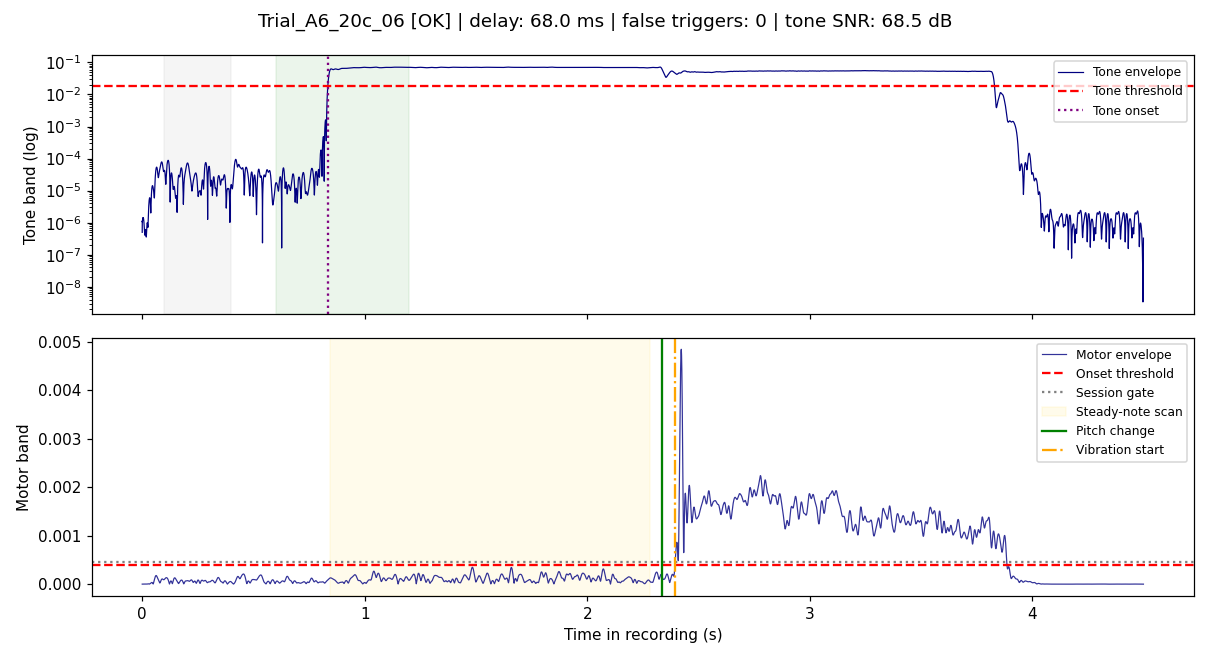 Trial_A6_20c_06 [OK] | delay: 68.0 ms | false triggers: 0 | tone SNR: 68.5 dB
Tone band (log)
10⁻¹
10⁻²
10⁻³
10⁻⁴
10⁻⁵
10⁻⁶
10⁻⁷
10⁻⁸
Tone envelope
Tone threshold
Tone onset
Motor band
0.005
0.004
0.003
0.002
0.001
0.000
Motor envelope
Onset threshold
Session gate
Steady-note scan
Pitch change
Vibration start
0 1 2 3 4
Time in recording (s)